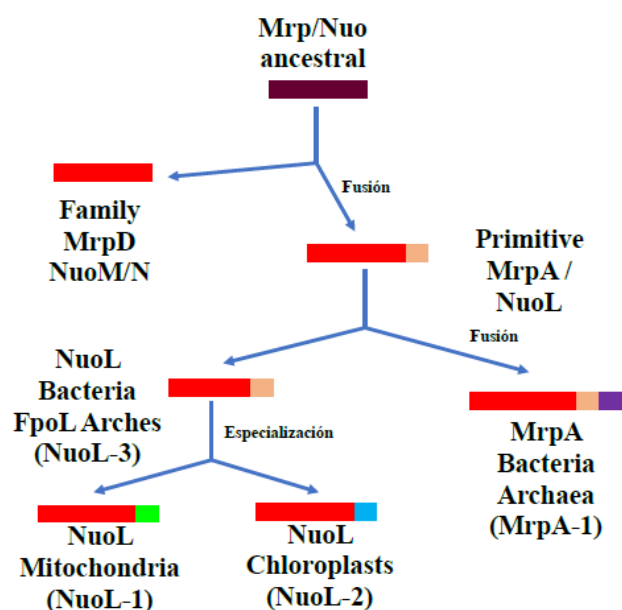 Mrp/Nuo
ancestral
Fusión
Family
MrpD
NuoM/N
Primitive
MrpA /
NuoL
Fusión
NuoL
Bacteria
FpoL Arches
(NuoL-3)
Especialización
MrpA
Bacteria
Archaea
(MrpA-1)
NuoL
Mitochondria
(NuoL-1)
NuoL
Chloroplasts
(NuoL-2)